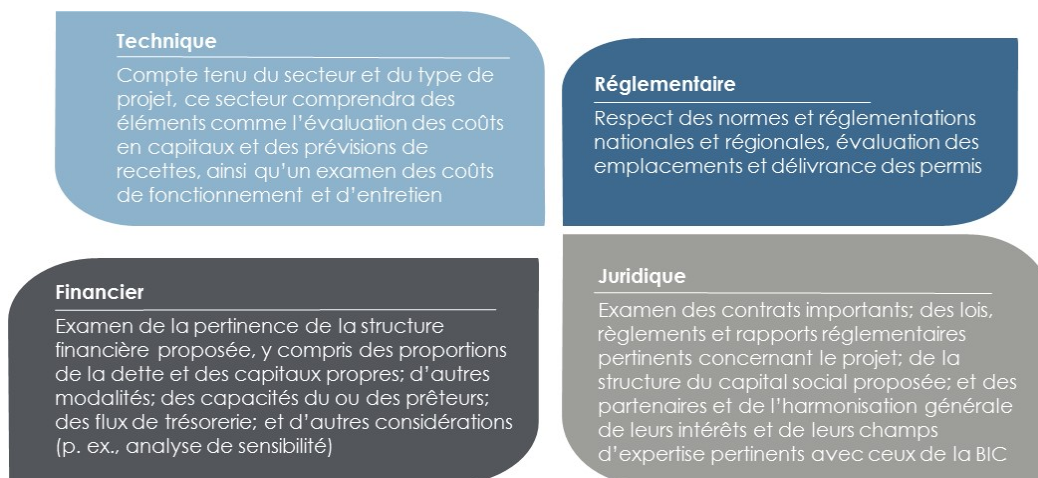 Technique
Compte tenu du secteur et du type de
projet, ce secteur comprendra des
éléments comme l’évaluation des coûts
en capitaux et des prévisions de
recettes, ainsi qu’un examen des coûts
de fonctionnement et d’entretien
Réglementaire
Respect des normes et réglementations
nationales et régionales, évaluation des
emplacements et délivrance des permis
Financier
Examen de la pertinence de la structure
financière proposée, y compris des proportions
de la dette et des capitaux propres; d’autres
modalités; des capacités du ou des prêteurs;
des flux de trésorerie; et d’autres considérations
(p. ex., analyse de sensibilité)
Juridique
Examen des contrats importants; des lois,
règlements et rapports réglementaires
pertinents concernant le projet; de la
structure du capital social proposée; et des
partenaires et de l’harmonisation générale
de leurs intérêts et de leurs champs
d’expertise pertinents avec ceux de la BIC